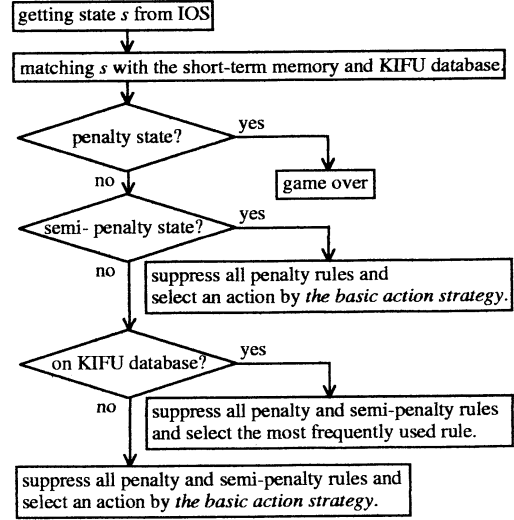 getting state s from IOS
matching s with the short-term memory and KIFU database.
penalty state?
yes
no
game over
semi- penalty state?
yes
no
suppress all penalty rules and
select an action by the basic action strategy.
on KIFU database?
yes
no
suppress all penalty and semi-penalty rules
and select the most frequently used rule.
suppress all penalty and semi-penalty rules and
select an action by the basic action strategy.